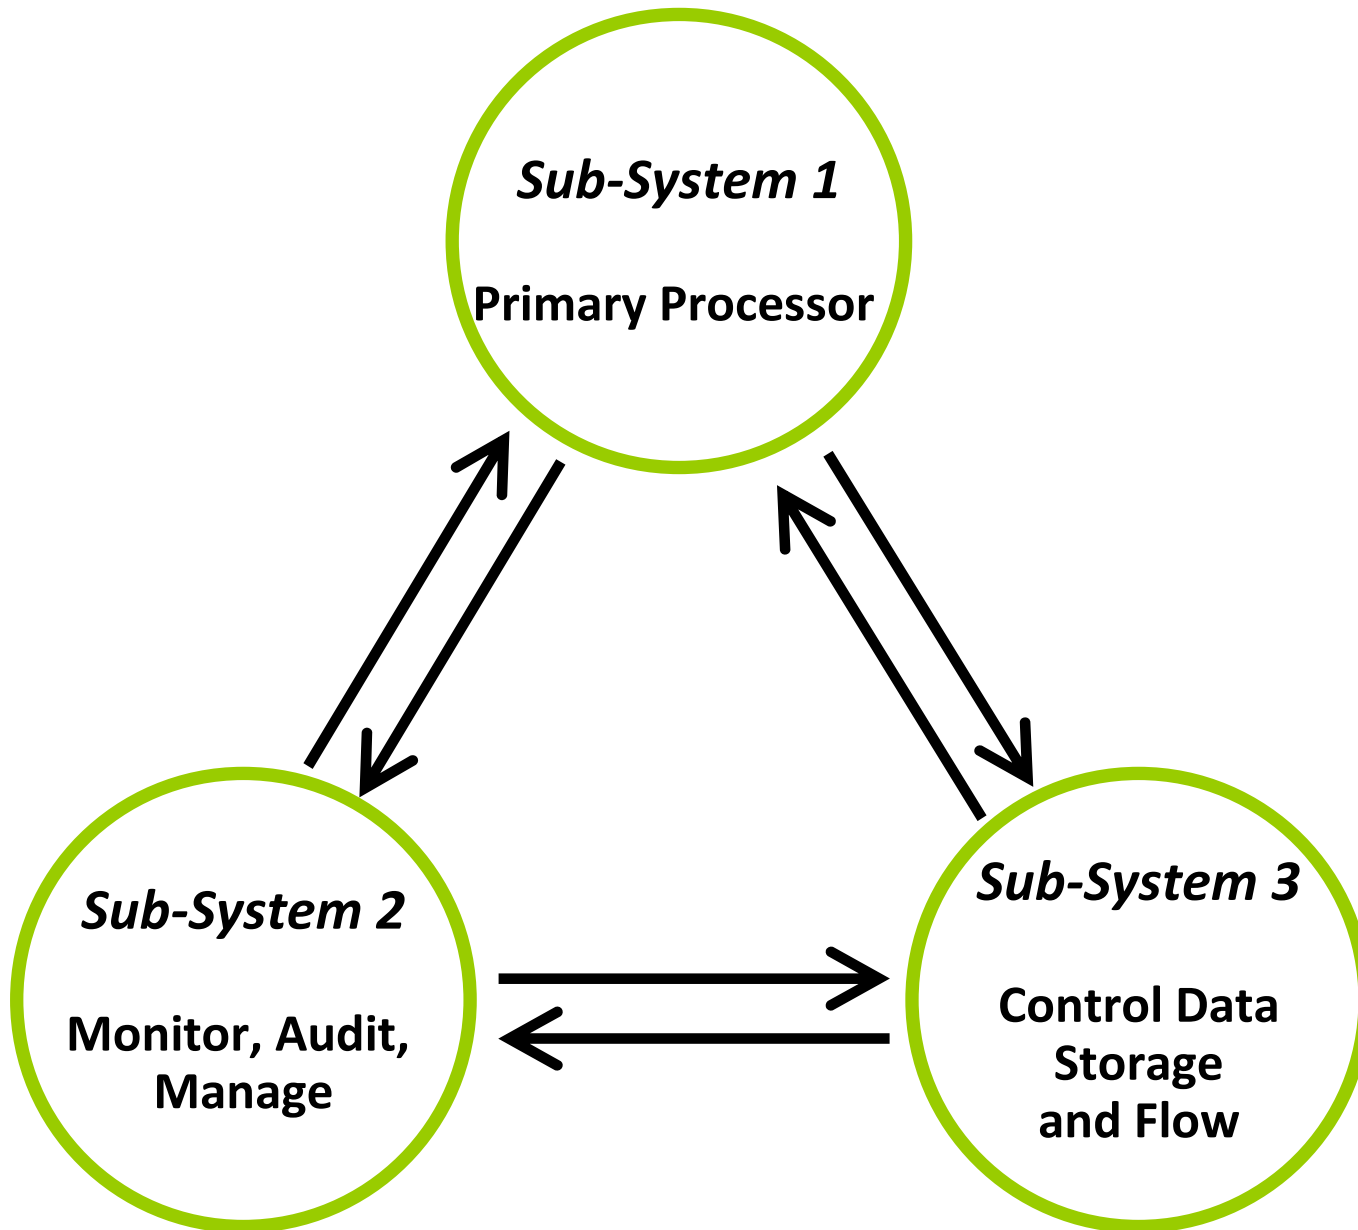 Sub-System 1
Primary Processor
Sub-System 2
Monitor, Audit,
Manage
Sub-System 3
Control Data
Storage
and Flow